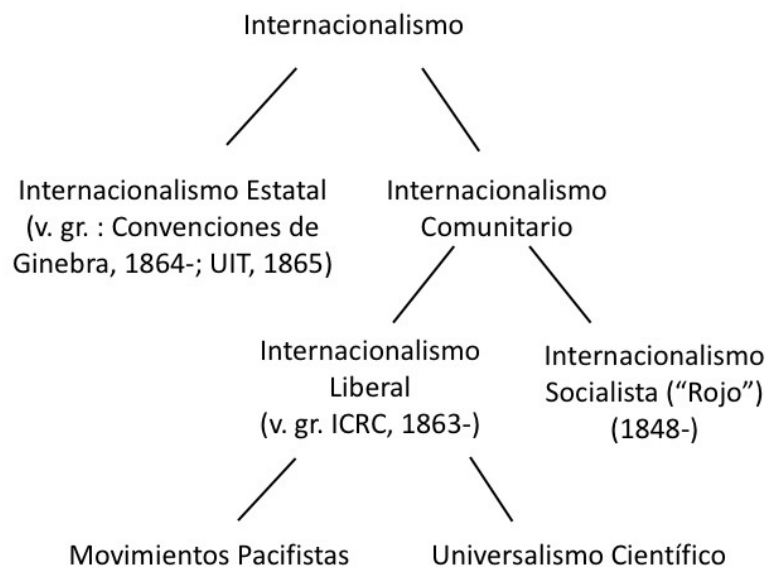 Internacionalismo
Internacionalismo Estatal
(v. gr. : Convenciones de
Ginebra, 1864-; UIT, 1865)
Internacionalismo
Comunitario
Internacionalismo
Liberal
(v. gr. ICRC, 1863-)
Internacionalismo
Socialista (“Rojo”)
(1848-)
Movimientos Pacifistas
Universalismo Científico